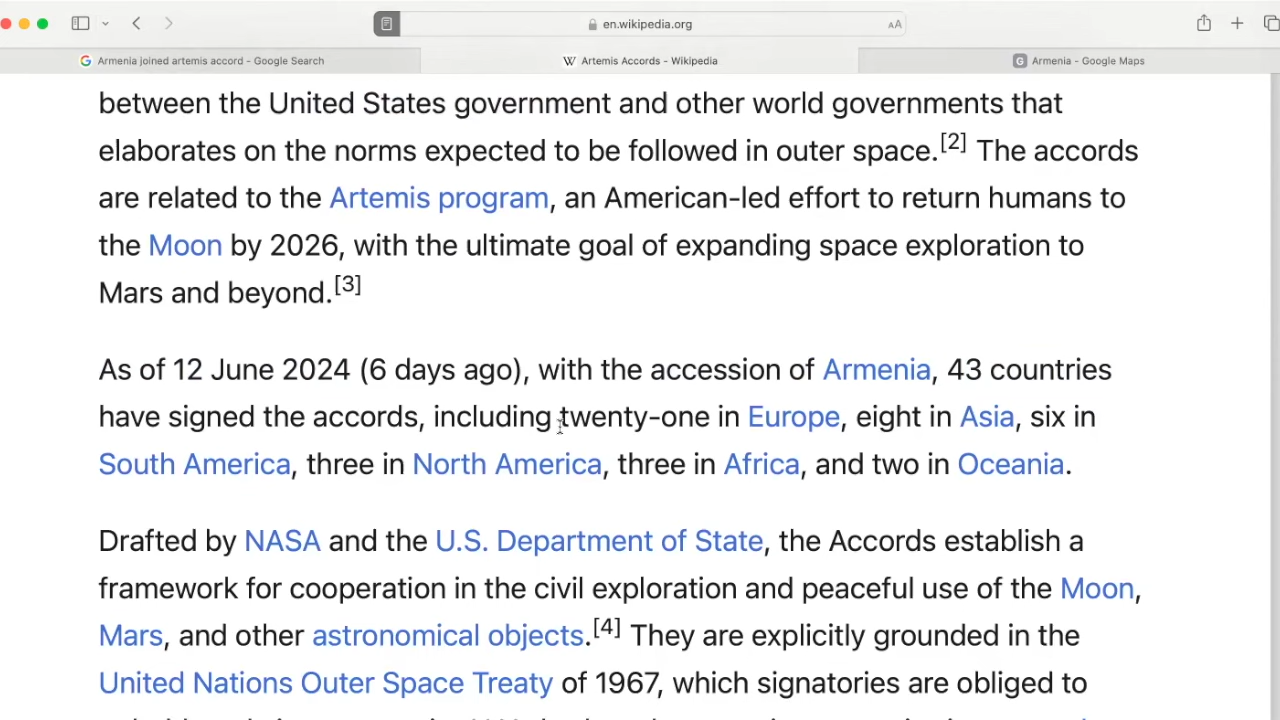 en.wikipedia.org
AA
Armenia joined artemis accord - Google Search
Artemis Accords - Wikipedia
Armenia - Google Maps
between the United States government and other world governments that
elaborates on the norms expected to be followed in outer space.[2] The accords
are related to the Artemis program, an American-led effort to return humans to
the Moon by 2026, with the ultimate goal of expanding space exploration to
Mars and beyond.[3]
As of 12 June 2024 (6 days ago), with the accession of Armenia, 43 countries
have signed the accords, including twenty-one in Europe, eight in Asia, six in
South America, three in North America, three in Africa, and two in Oceania.
Drafted by NASA and the U.S. Department of State, the Accords establish a
framework for cooperation in the civil exploration and peaceful use of the Moon,
Mars, and other astronomical objects.[4] They are explicitly grounded in the
United Nations Outer Space Treaty of 1967, which signatories are obliged to